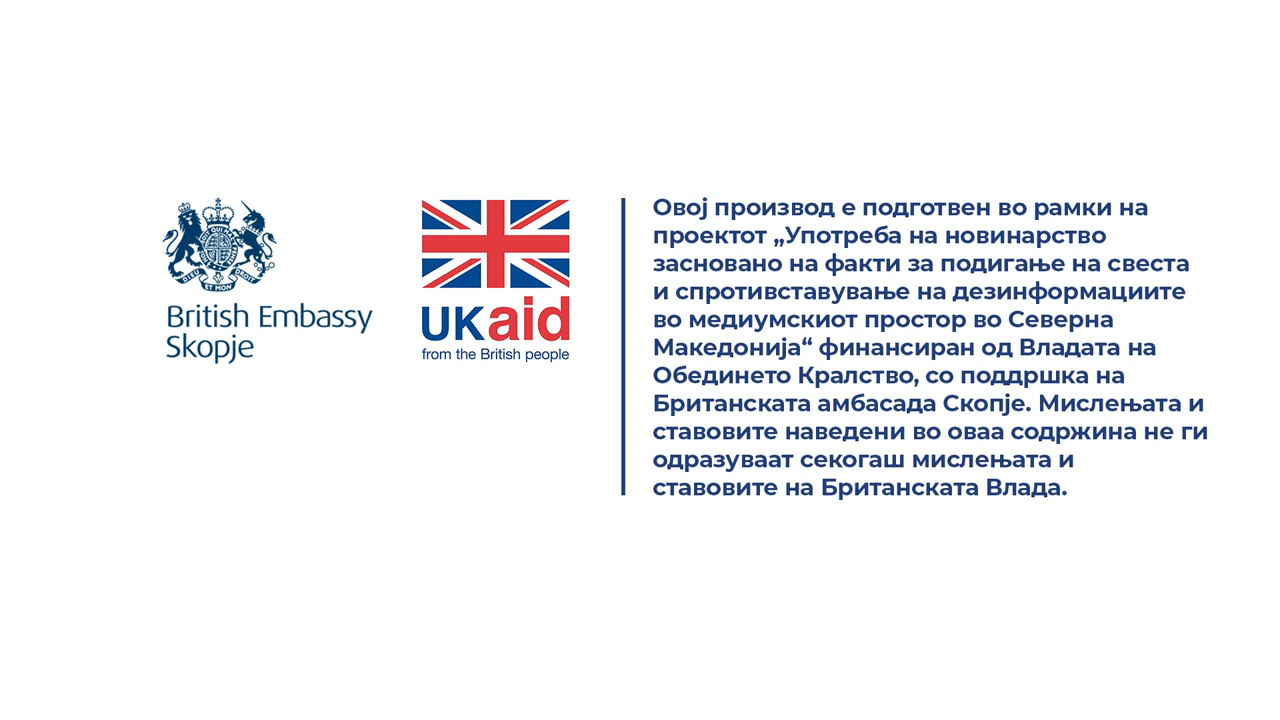 British Embassy
Skopje
UKaid
from the British people
Овој производ е подготвен во рамки на
проектот „Употреба на новинарство
засновано на факти за подигање на свеста
и спротивставување на дезинформациите
во медиумскиот простор во Северна
Македонија“ финансиран од Владата на
Обединето Кралство, со поддршка на
Британската амбасада Скопје. Мислењата и
ставовите наведени во оваа содржина не ги
одразуваат секогаш мислењата и
ставовите на Британската Влада.